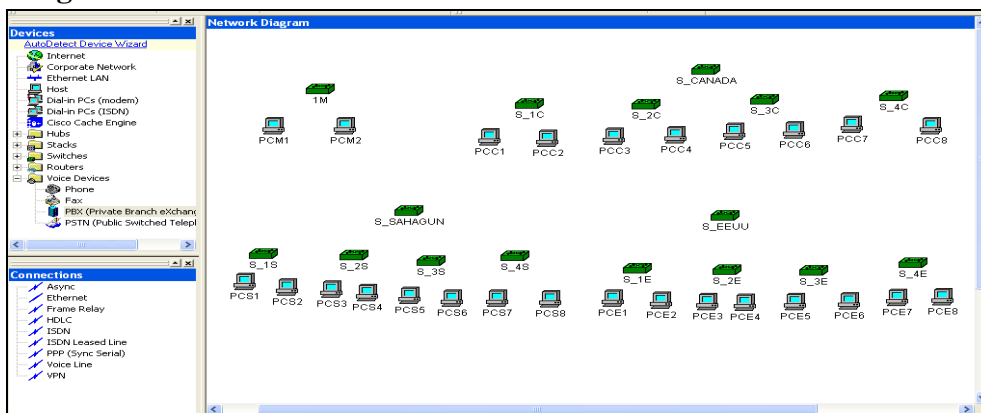 Devices
AutoDetect Device Wizard
Internet
Corporate Network
Ethernet LAN
Host
Dial-in PCs (modem)
Dial-in PCs (ISDN)
Cisco Cache Engine
Hubs
Stacks
Switches
Routers
Voice Devices
Phone
Fax
PBX (Private Branch eXchang
PSTN (Public Switched Telepl
Connections
Async
Ethernet
Frame Relay
HDLC
ISDN
ISDN Leased Line
PPP (Sync Serial)
Voice Line
VPN
Network Diagram
S_CANADA
1M
S_1C
S_2C
S_3C
S_4C
PCM1
PCM2
PCC1
PCC2
PCC3
PCC4
PCC5
PCC6
PCC7
PCC8
S_SAHAGUN
S_EEUU
S_1S
S_2S
S_3S
S_4S
S_1E
S_2E
S_3E
S_4E
PCS1
PCS2
PCS3
PCS4
PCS5
PCS6
PCS7
PCS8
PCE1
PCE2
PCE3
PCE4
PCE5
PCE6
PCE7
PCE8